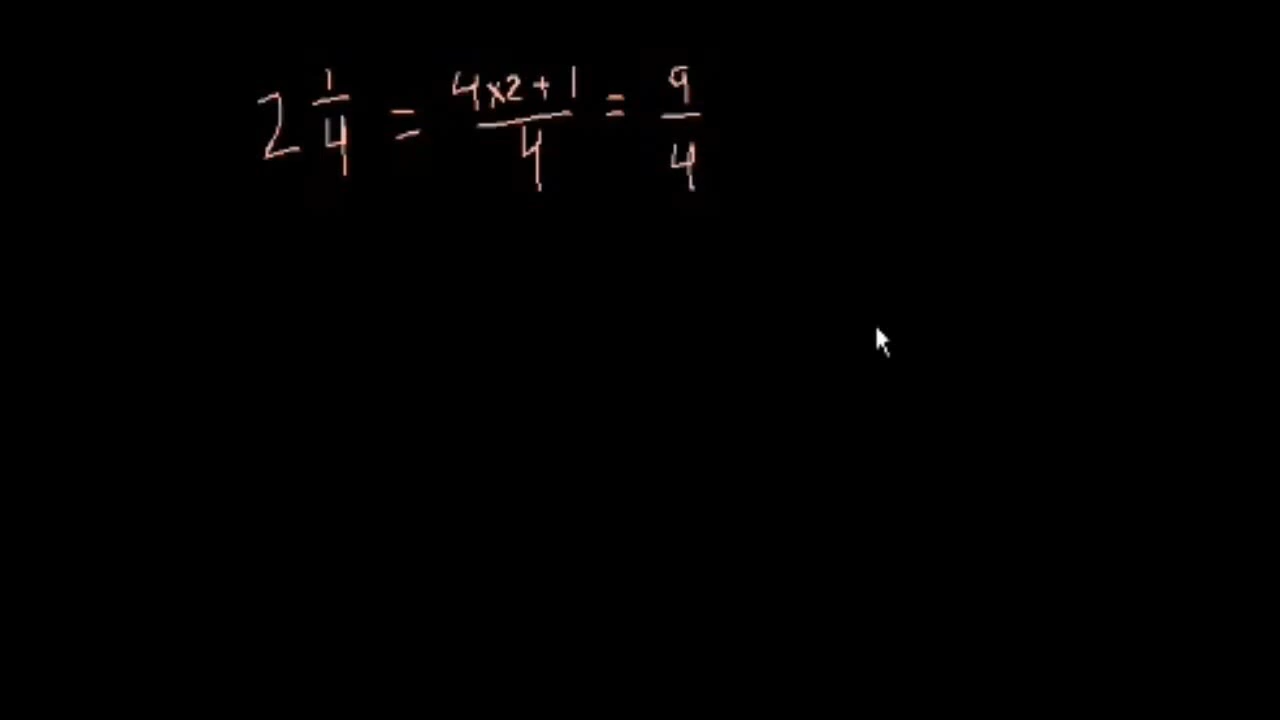 2 1/4 = (4x2+1)/4 = 9/4